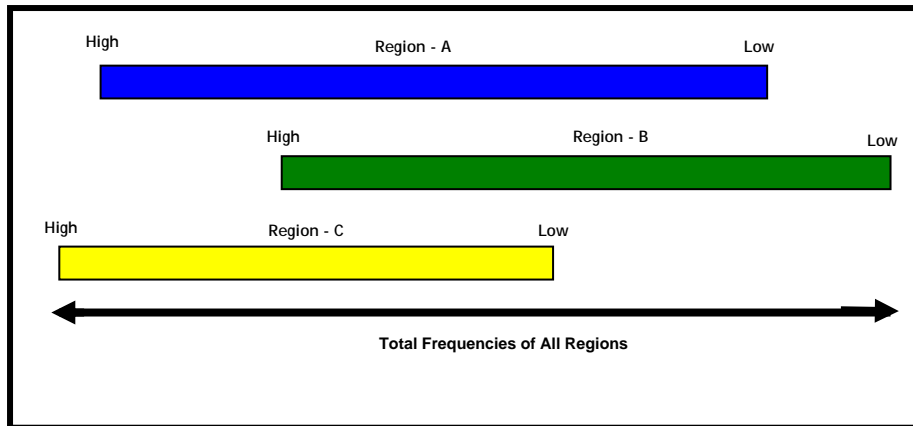 High Region - A Low
High Region - B Low
High Region - C Low
Total Frequencies of All Regions